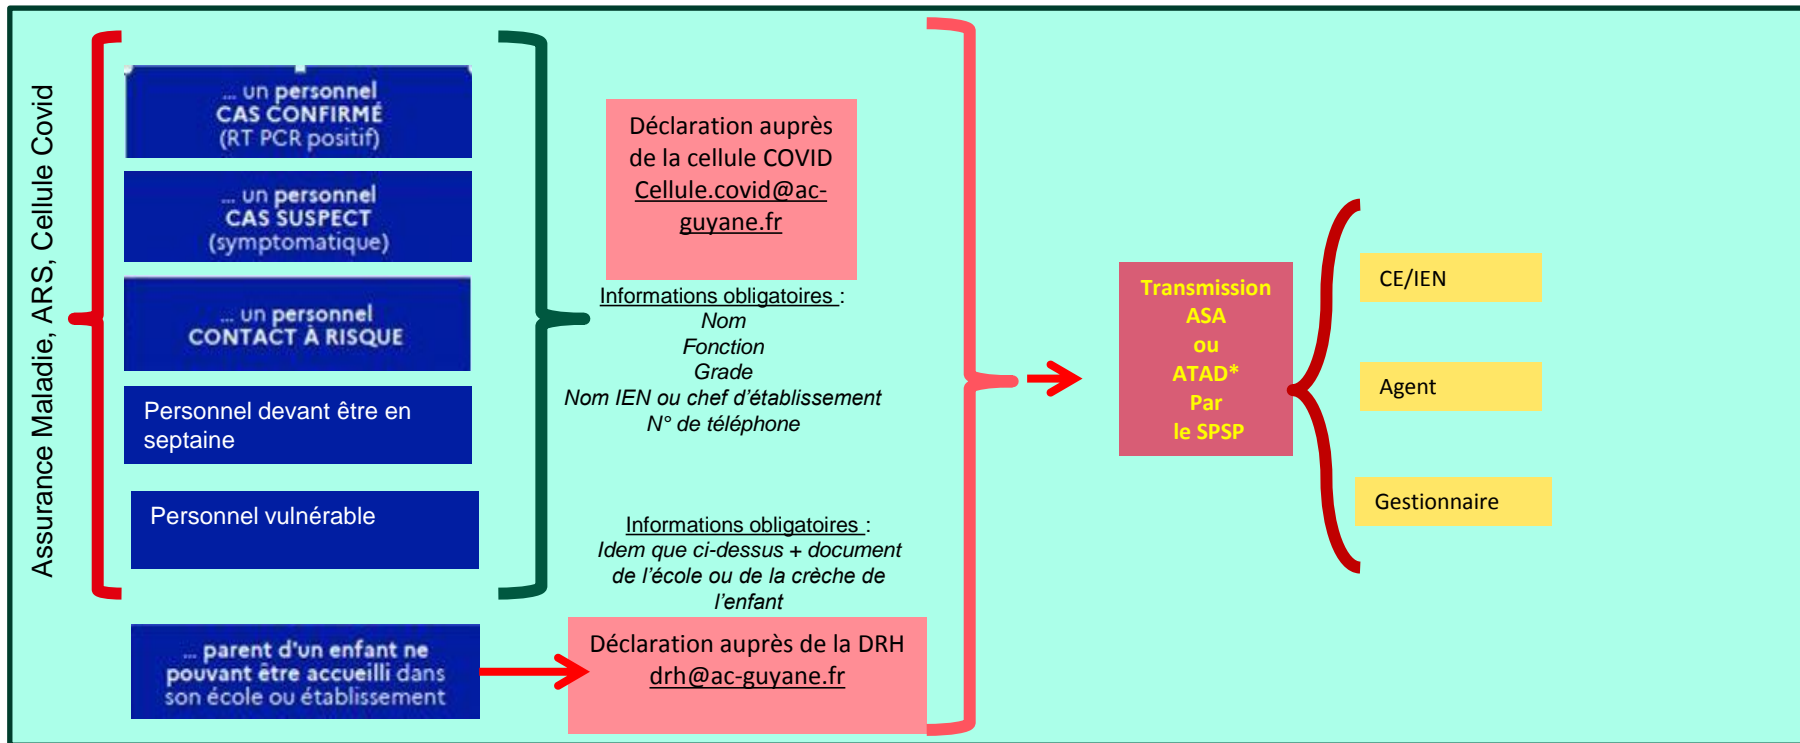 Assurance Maladie, ARS, Cellule Covid
... un personnel
CAS CONFIRMÉ
(RT PCR positif)
... un personnel
CAS SUSPECT
(symptomatique)
... un personnel
CONTACT À RISQUE
Personnel devant être en
septaine
Personnel vulnérable
... parent d'un enfant ne
pouvant être accueilli dans
son école ou établissement
Déclaration auprès
de la cellule COVID
Cellule.covid@ac-
guyane.fr
Informations obligatoires :
Nom
Fonction
Grade
Nom IEN ou chef d’établissement
N° de téléphone
Informations obligatoires :
Idem que ci-dessus + document
de l’école ou de la crèche de
l’enfant
Déclaration auprès de la DRH
drh@ac-guyane.fr
Transmission
ASA
ou
ATAD*
Par
le SPSP
CE/IEN
Agent
Gestionnaire